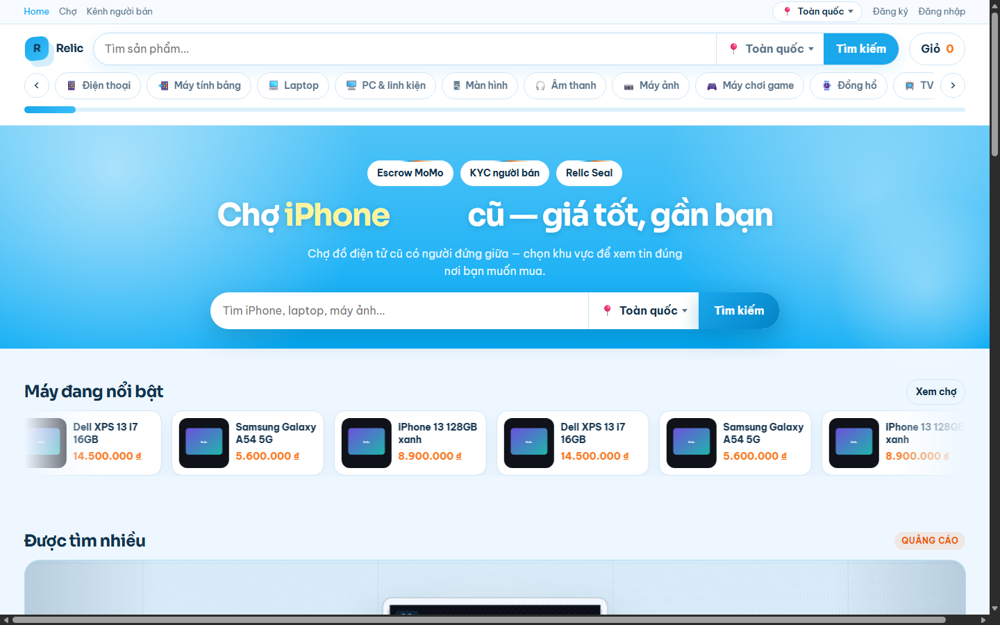 Home Chợ Kênh người bán
Toàn quốc Đăng ký Đăng nhập
R Relic
Tìm sản phẩm...
Toàn quốc
Tìm kiếm
Giỏ 0
Điện thoại
Máy tính bảng
Laptop
PC & linh kiện
Màn hình
Âm thanh
Máy ảnh
Máy chơi game
Đồng hồ
TV
Escrow MoMo
KYC người bán
Relic Seal
Chợ iPhone cũ — giá tốt, gần bạn
Chợ đồ điện tử cũ có người đứng giữa — chọn khu vực để xem tin đúng
nơi bạn muốn mua.
Tìm iPhone, laptop, máy ảnh...
Toàn quốc
Tìm kiếm
Máy đang nổi bật
Xem chợ
Dell XPS 13 i7
16GB
14.500.000 ₫
Relic
Samsung Galaxy
A54 5G
5.600.000 ₫
Relic
iPhone 13 128GB
xanh
8.900.000 ₫
Relic
Dell XPS 13 i7
16GB
14.500.000 ₫
Relic
Samsung Galaxy
A54 5G
5.600.000 ₫
Relic
iPhone 13 128GB
xanh
8.900.000 ₫
Được tìm nhiều
QUẢNG CÁO